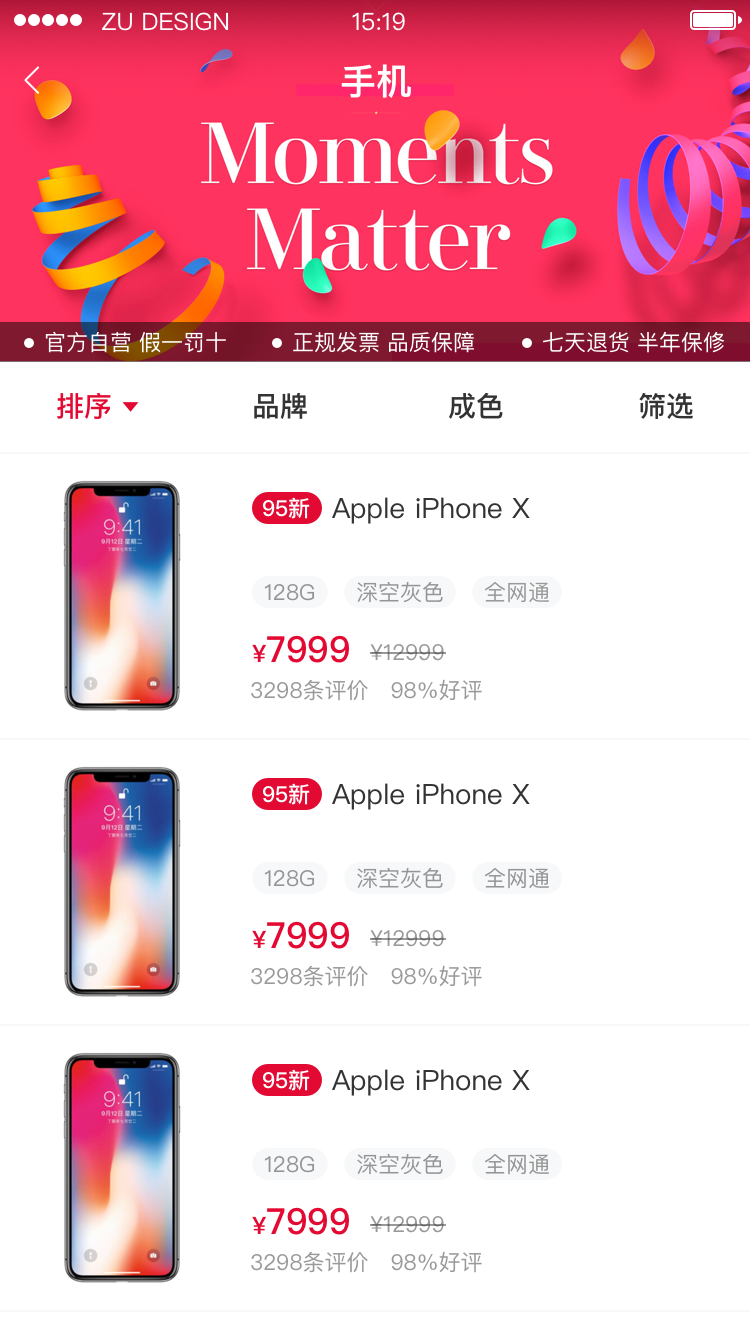 ZU DESIGN 15:19
手机
Moments
Matter
官方自营 假一罚十 正规发票 品质保障 七天退货 半年保修
排序 品牌 成色 筛选
9:41
9月12日 星期二
95新 Apple iPhone X
128G 深空灰色 全网通
¥7999 ¥12999
3298条评价 98%好评
9:41
9月12日 星期二
95新 Apple iPhone X
128G 深空灰色 全网通
¥7999 ¥12999
3298条评价 98%好评
9:41
9月12日 星期二
95新 Apple iPhone X
128G 深空灰色 全网通
¥7999 ¥12999
3298条评价 98%好评